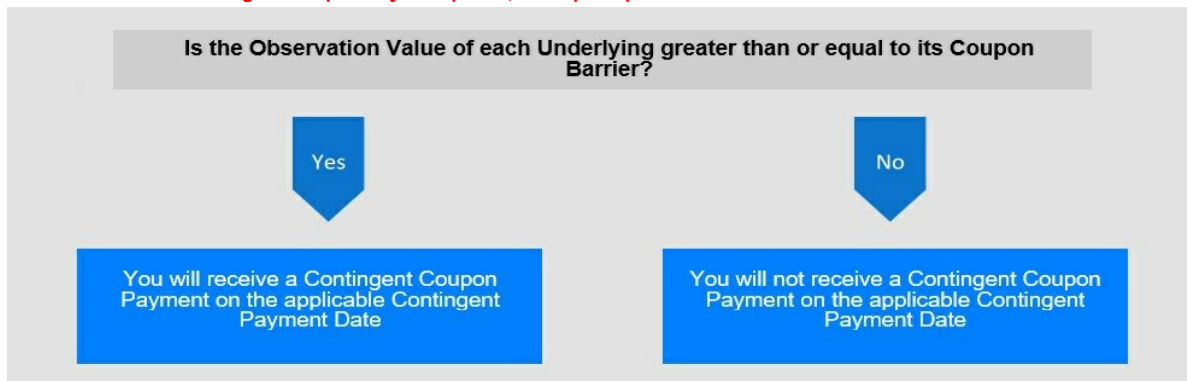 Is the Observation Value of each Underlying greater than or equal to its Coupon
Barrier?
Yes
No
You will receive a Contingent Coupon
Payment on the applicable Contingent
Payment Date
You will not receive a Contingent Coupon
Payment on the applicable Contingent
Payment Date